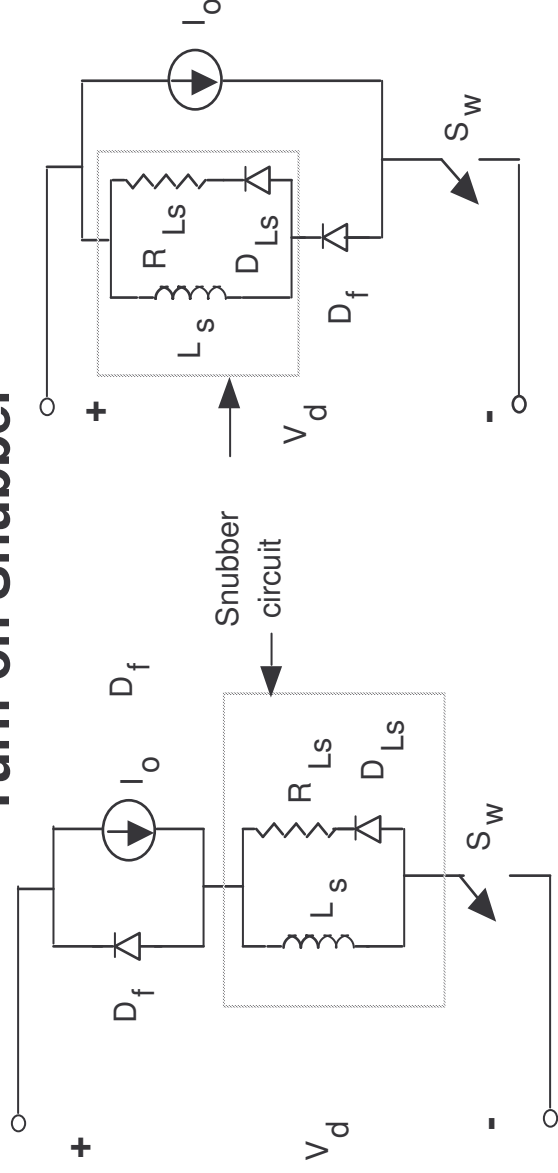 Turn-on Snubber
+
D f
I o
D f
V d
L s
R Ls
D Ls
S w
-
Snubber
circuit
+
I o
R Ls
D Ls
L s
D f
V d
S w
-